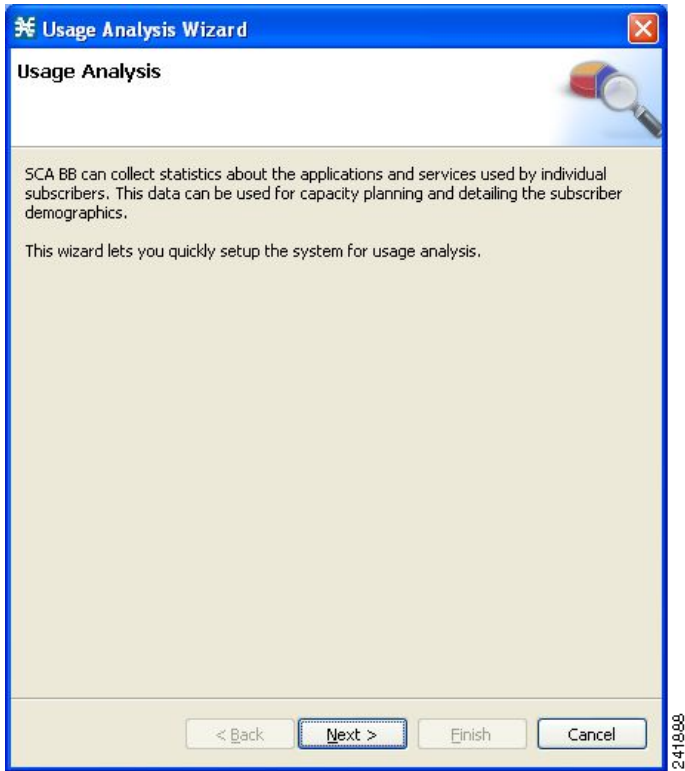 Usage Analysis Wizard
Usage Analysis
SCA BB can collect statistics about the applications and services used by individual
subscribers. This data can be used for capacity planning and detailing the subscriber
demographics.
This wizard lets you quickly setup the system for usage analysis.
< Back
Next >
Finish
Cancel
241888